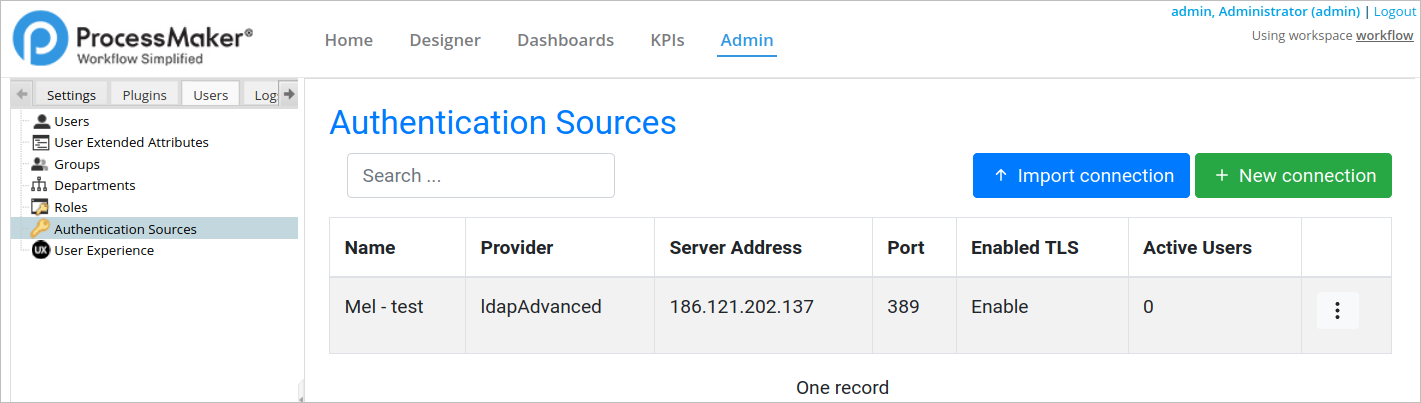 ProcessMaker®
Workflow Simplified
Home Designer Dashboards KPIs Admin
admin, Administrator (admin) | Logout
Using workspace workflow
Settings Plugins Users Logs
Users
User Extended Attributes
Groups
Departments
Roles
Authentication Sources
UX User Experience
Authentication Sources
Search ...
Import connection
New connection
Name Provider Server Address Port Enabled TLS Active Users
Mel - test ldapAdvanced 186.121.202.137 389 Enable 0
One record